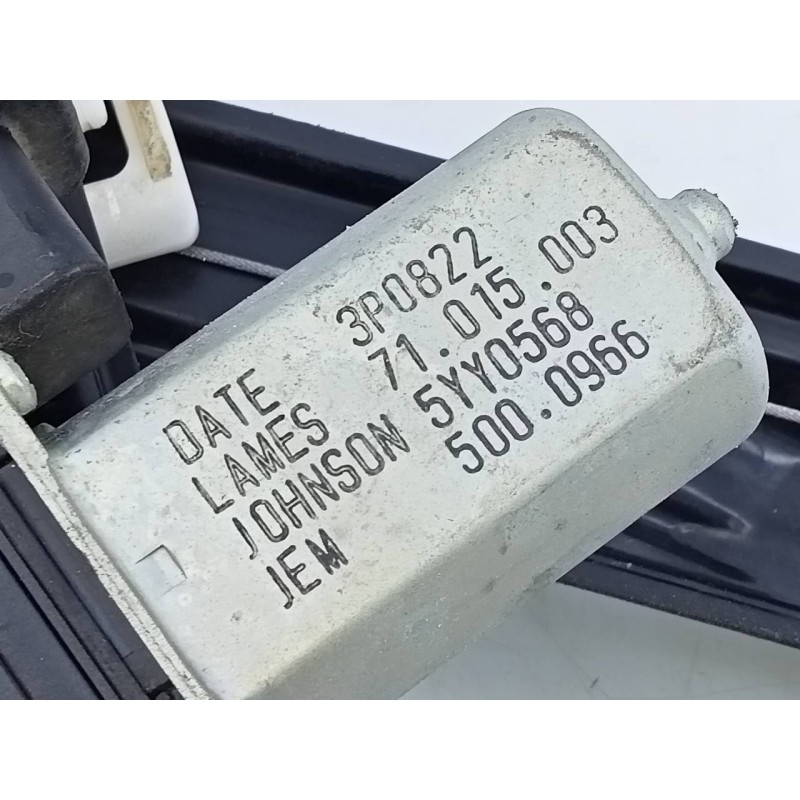 DATE 3P0822
LAMES 71.015.003
JOHNSON 5YY0568
JEM 500.0966